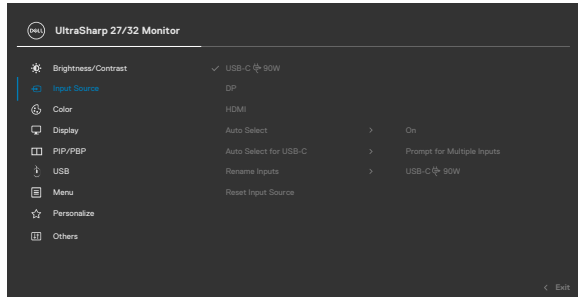 DELL UltraSharp 27/32 Monitor
Brightness/Contrast ✓ USB-C 90W
Input Source DP
Color HDMI
Display Auto Select > On
PIP/PBP Auto Select for USB-C > Prompt for Multiple Inputs
USB Rename Inputs > USB-C 90W
Menu Reset Input Source
Personalize
Others
< Exit